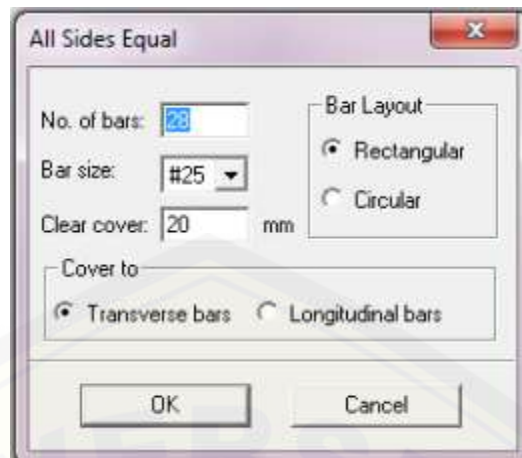 All Sides Equal
No. of bars: 28
Bar size: #25
Clear cover: 20 mm
Bar Layout
Rectangular
Circular
Cover to
Transverse bars Longitudinal bars
OK Cancel